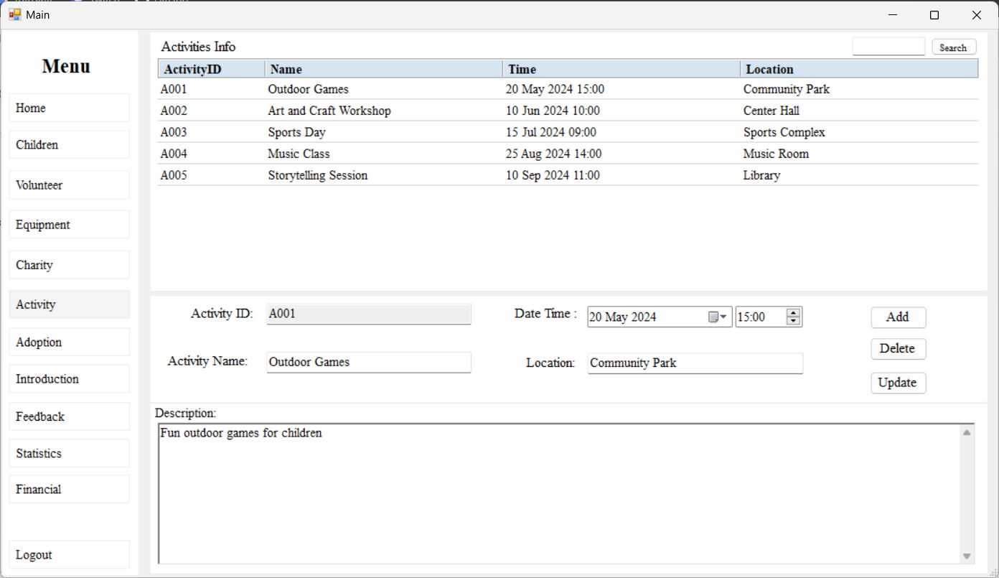 Main
Menu
Home
Children
Volunteer
Equipment
Charity
Activity
Adoption
Introduction
Feedback
Statistics
Financial
Logout
Activities Info
Search
ActivityID Name Time Location
A001 Outdoor Games 20 May 2024 15:00 Community Park
A002 Art and Craft Workshop 10 Jun 2024 10:00 Center Hall
A003 Sports Day 15 Jul 2024 09:00 Sports Complex
A004 Music Class 25 Aug 2024 14:00 Music Room
A005 Storytelling Session 10 Sep 2024 11:00 Library
Activity ID: A001 Date Time : 20 May 2024 15:00 Add
Delete
Activity Name: Outdoor Games Location: Community Park
Update
Description:
Fun outdoor games for children